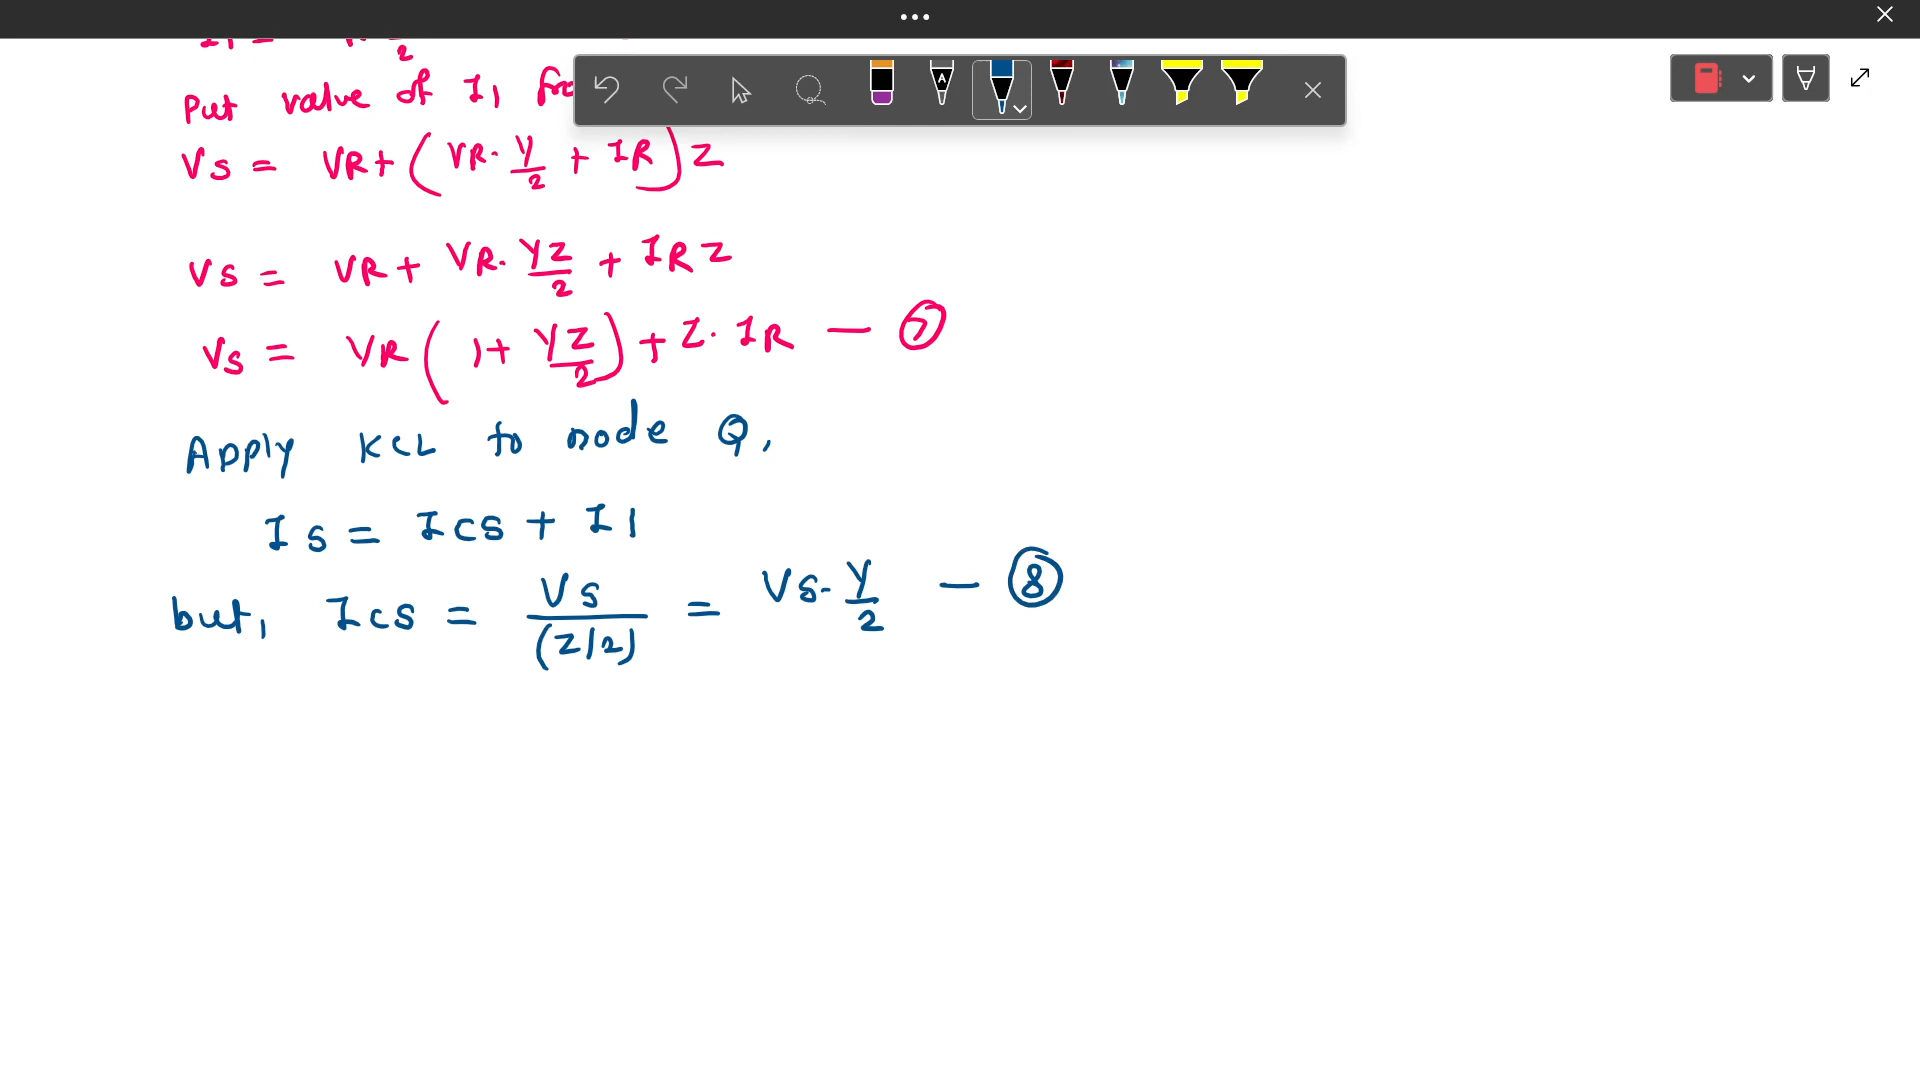 Put value of I1
VS = VR + (VR. Y/2 + IR) Z
VS = VR + VR. YZ/2 + IR Z
VS = VR (1 + YZ/2) + Z. IR — 7
Apply KCL to node Q,
IS = ICS + I1
but, ICS = VS/(Z/2) = VS. Y/2 — 8